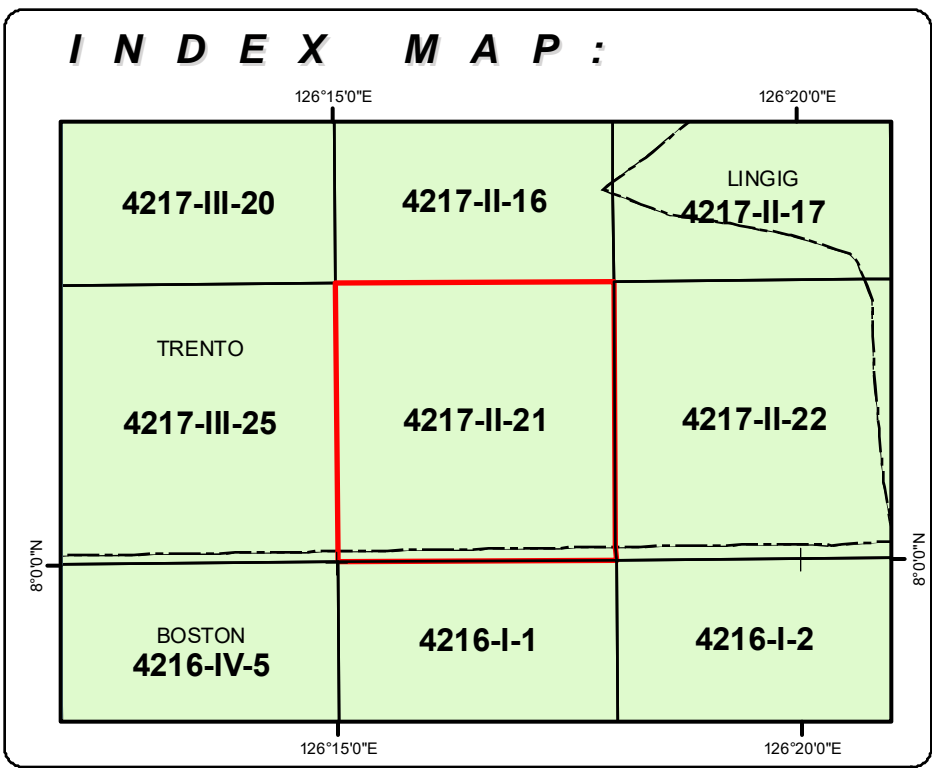 INDEX MAP:
126°15'0"E 126°20'0"E
4217-III-20 4217-II-16 LINGIG
4217-II-17
TRENTO
4217-III-25 4217-II-21 4217-II-22
8°0'0"N 8°0'0"N
BOSTON
4216-IV-5 4216-I-1 4216-I-2
126°15'0"E 126°20'0"E